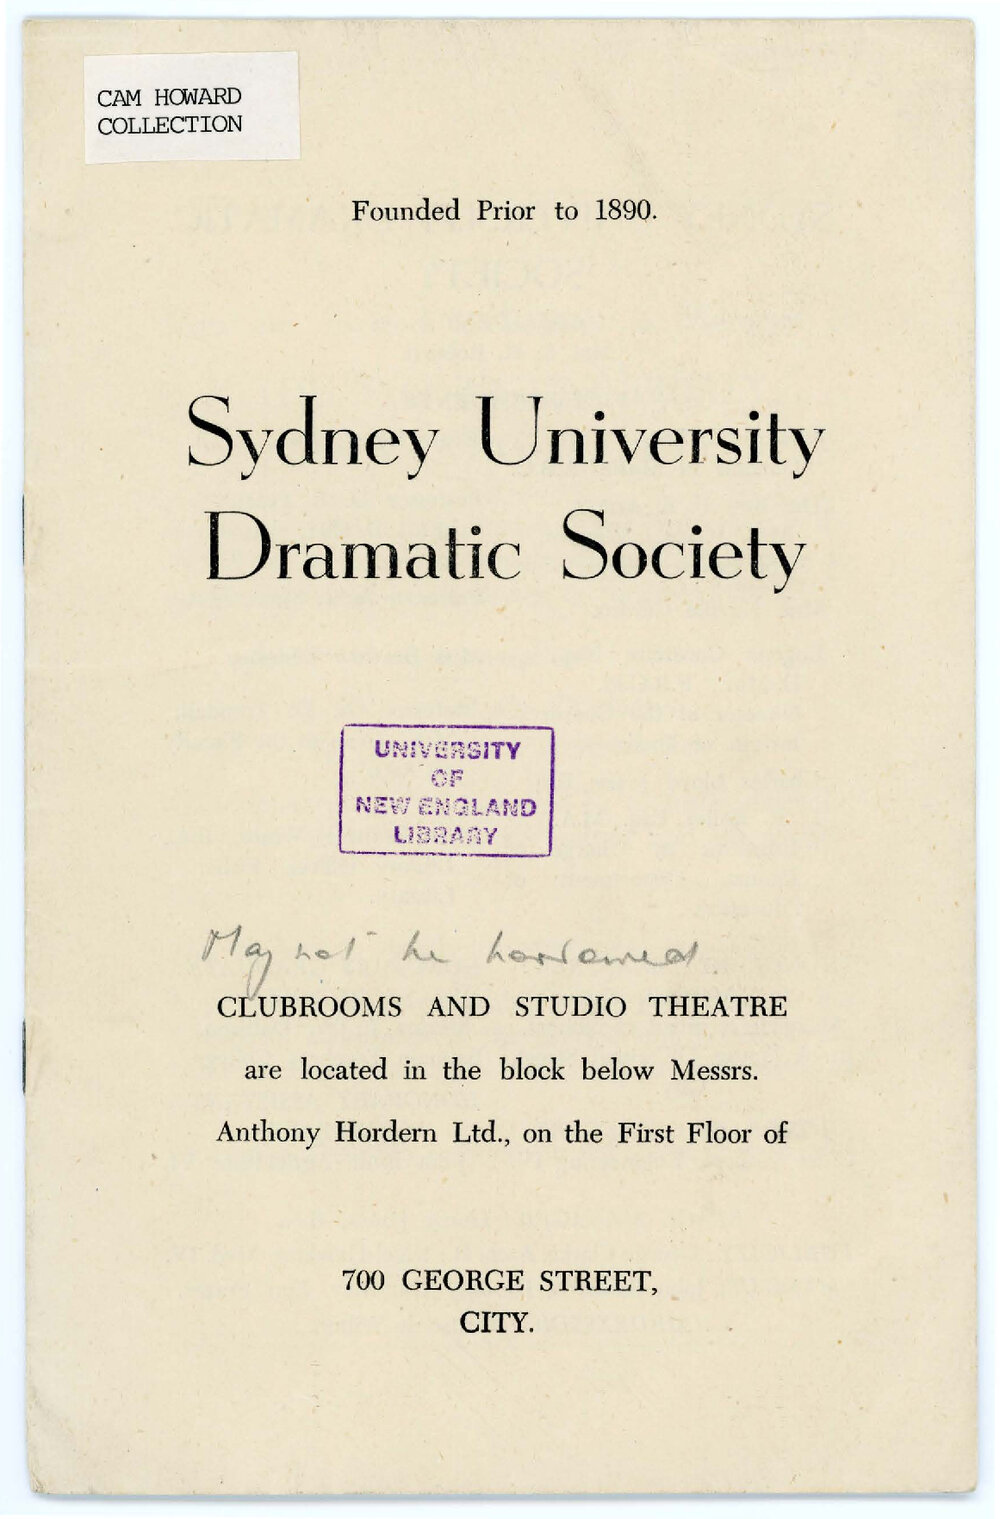 CAM HOWARD
COLLECTION
Founded Prior to 1890.
Sydney University
Dramatic Society
UNIVERSITY
OF
NEW ENGLAND
LIBRARY
May not be borrowed
CLUBROOMS AND STUDIO THEATRE
are located in the block below Messrs.
Anthony Hordern Ltd., on the First Floor of
700 GEORGE STREET,
CITY.